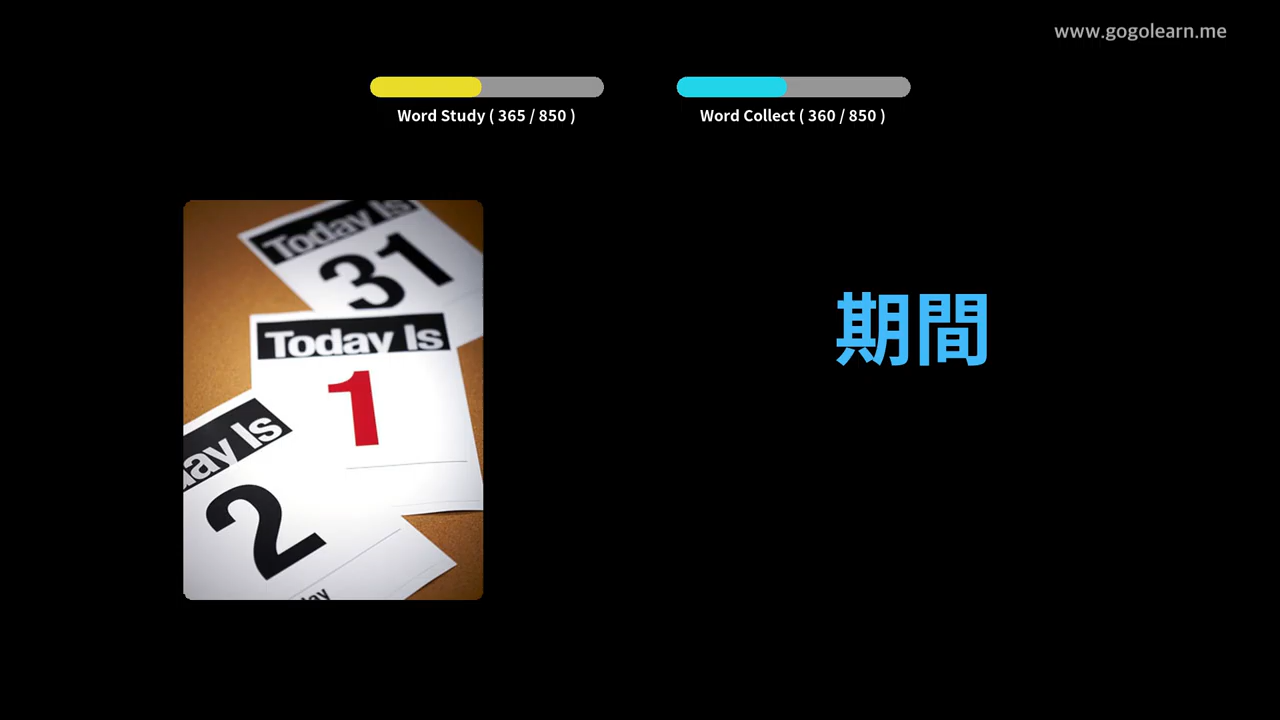 www.gogolearn.me
Word Study ( 365 / 850 )
Word Collect ( 360 / 850 )
Today Is
31
Today Is
1
期間
ay Is
2
ay